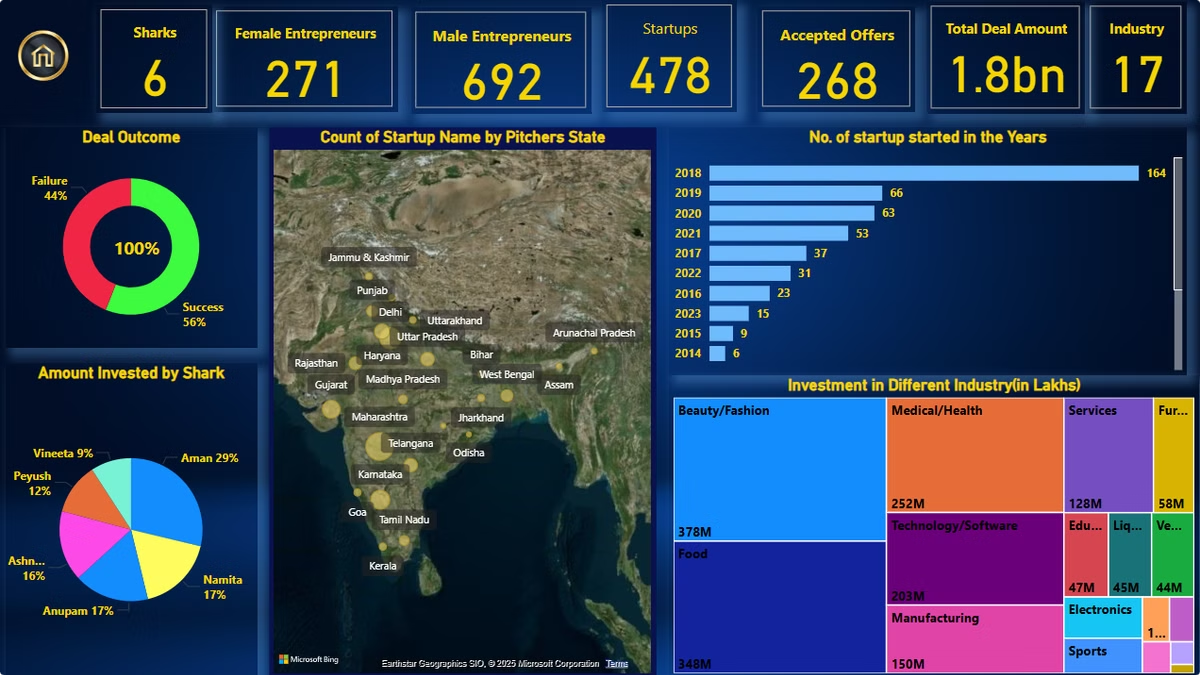 Sharks
6
Female Entrepreneurs
271
Male Entrepreneurs
692
Startups
478
Accepted Offers
268
Total Deal Amount
1.8bn
Industry
17
Deal Outcome
Failure
44%
100%
Success
56%
Amount Invested by Shark
Vineeta 9%
Aman 29%
Peyush
12%
Ashn...
16%
Namita
17%
Anupam 17%
Count of Startup Name by Pitchers State
Jammu & Kashmir
Punjab
Delhi
Uttarakhand
Uttar Pradesh
Arunachal Pradesh
Rajasthan
Haryana
Bihar
Gujarat
Madhya Pradesh
West Bengal
Assam
Maharashtra
Jharkhand
Telangana
Odisha
Karnataka
Goa
Tamil Nadu
Kerala
Microsoft Bing
Earthstar Geographics SIO, © 2025 Microsoft Corporation Terms
No. of startup started in the Years
2018 164
2019 66
2020 63
2021 53
2017 37
2022 31
2016 23
2023 15
2015 9
2014 6
Investment in Different Industry(in Lakhs)
Beauty/Fashion
378M
Food
348M
Medical/Health
252M
Technology/Software
203M
Manufacturing
150M
Services
128M
Fur...
58M
Edu...
47M
Liq...
45M
Ve...
44M
Electronics
1...
Sports